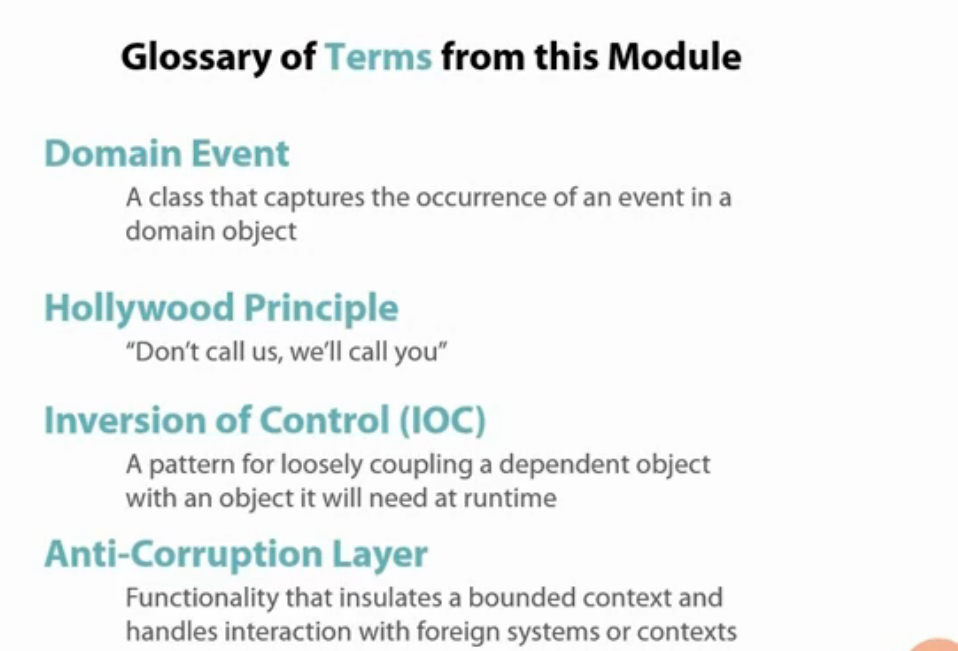 Glossary of Terms from this Module
Domain Event
A class that captures the occurrence of an event in a
domain object
Hollywood Principle
“Don’t call us, we’ll call you”
Inversion of Control (IOC)
A pattern for loosely coupling a dependent object
with an object it will need at runtime
Anti-Corruption Layer
Functionality that insulates a bounded context and
handles interaction with foreign systems or contexts